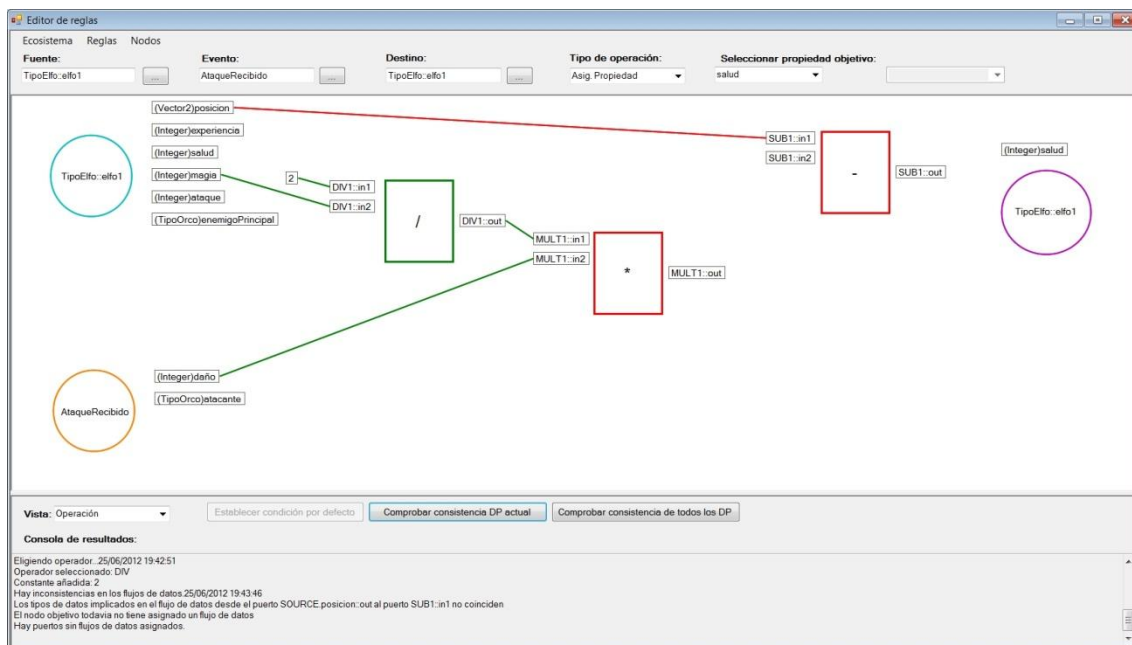 Editor de reglas
Ecosistema Reglas Nodos
Fuente: Evento: Destino: Tipo de operación: Seleccionar propiedad objetivo:
TipoElfo::elfo1 ... AtaqueRecibido ... TipoElfo::elfo1 ... Asig. Propiedad salud
(Vector2)posicion
(Integer)experiencia
(Integer)salud
(Integer)magia
(Integer)ataque
(TipoOrco)enemigoPrincipal
TipoElfo::elfo1
2
DIV1::in1
DIV1::in2
/
DIV1::out
MULT1::in1
MULT1::in2
*
MULT1::out
SUB1::in1
SUB1::in2
-
SUB1::out
(Integer)salud
TipoElfo::elfo1
(Integer)daño
(TipoOrco)atacante
AtaqueRecibido
Vista: Operación Establecer condición por defecto Comprobar consistencia DP actual Comprobar consistencia de todos los DP
Consola de resultados:
Eligiendo operador...25/06/2012 19:42:51
Operador seleccionado: DIV
Constante añadida: 2
Hay inconsistencias en los flujos de datos.25/06/2012 19:43:46
Los tipos de datos implicados en el flujo de datos desde el puerto SOURCE.posicion::out al puerto SUB1::in1 no coinciden
El nodo objetivo todavia no tiene asignado un flujo de datos
Hay puertos sin flujos de datos asignados.